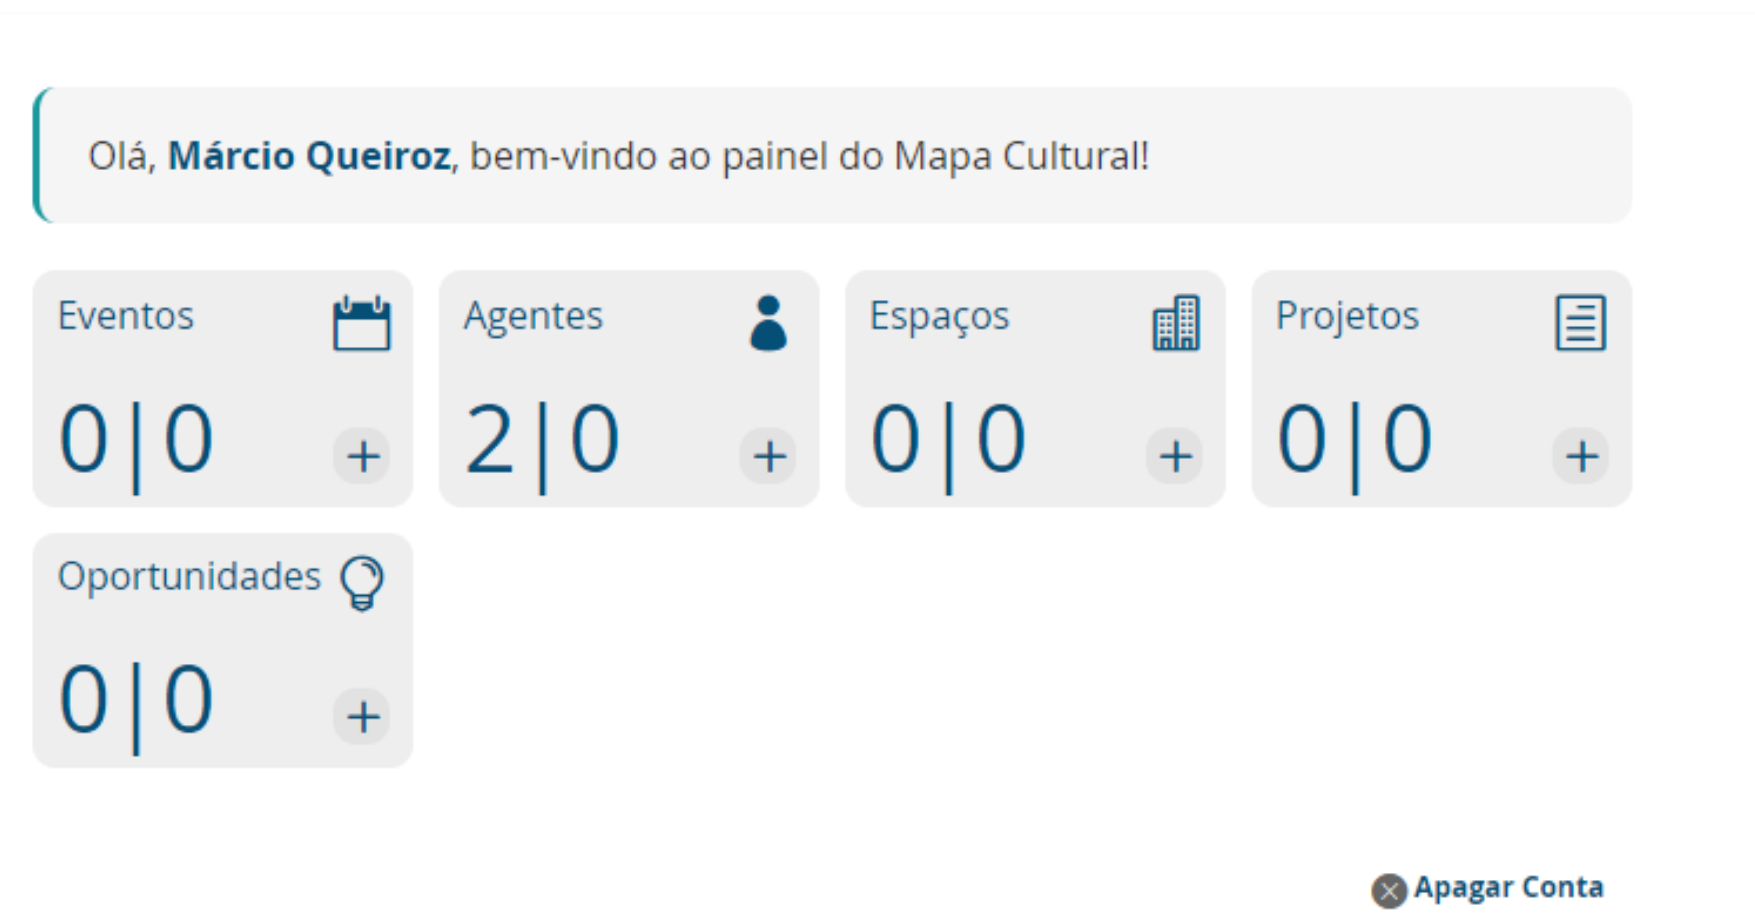 Olá, Márcio Queiroz, bem-vindo ao painel do Mapa Cultural!
Eventos
0|0
+
Agentes
2|0
+
Espaços
0|0
+
Projetos
0|0
+
Oportunidades
0|0
+
Apagar Conta